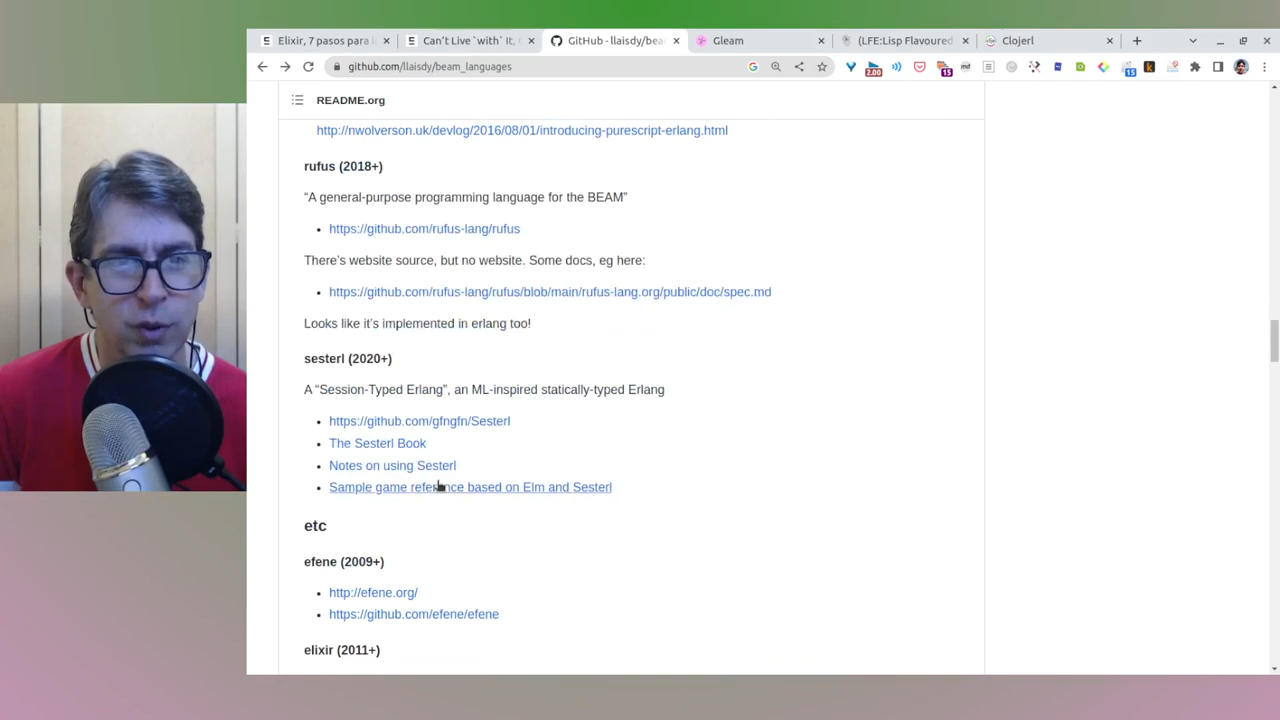 Elixir, 7 pasos para i
Can't Live `with` It,
GitHub - llaisdy/bea
Gleam
(LFE:Lisp Flavoured
Clojerl
github.com/llaisdy/beam_languages
2.00
15
15
README.org
http://nwolverson.uk/devlog/2016/08/01/introducing-purescript-erlang.html
rufus (2018+)
“A general-purpose programming language for the BEAM”
https://github.com/rufus-lang/rufus
There’s website source, but no website. Some docs, eg here:
https://github.com/rufus-lang/rufus/blob/main/rufus-lang.org/public/doc/spec.md
Looks like it’s implemented in erlang too!
sesterl (2020+)
A “Session-Typed Erlang”, an ML-inspired statically-typed Erlang
https://github.com/gfngfn/Sesterl
The Sesterl Book
Notes on using Sesterl
Sample game reference based on Elm and Sesterl
etc
efene (2009+)
http://efene.org/
https://github.com/efene/efene
elixir (2011+)